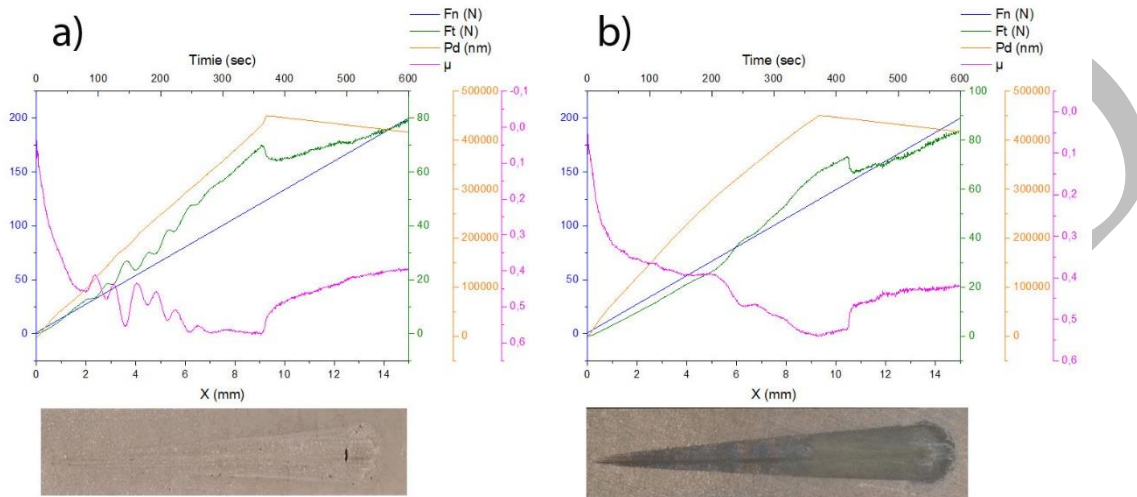 a)
Fn (N)
Ft (N)
Pd (nm)
μ
Timie (sec)
0 100 200 300 400 500 600
200
150
100
50
0
80
60
40
20
0
500000
400000
300000
200000
100000
0
-0,1
0,0
0,1
0,2
0,3
0,4
0,5
0,6
0 2 4 6 8 10 12 14
X (mm)
b)
Fn (N)
Ft (N)
Pd (nm)
μ
Time (sec)
0 100 200 300 400 500 600
200
150
100
50
0
100
80
60
40
20
0
500000
400000
300000
200000
100000
0
0,0
0,1
0,2
0,3
0,4
0,5
0,6
0 2 4 6 8 10 12 14
X (mm)